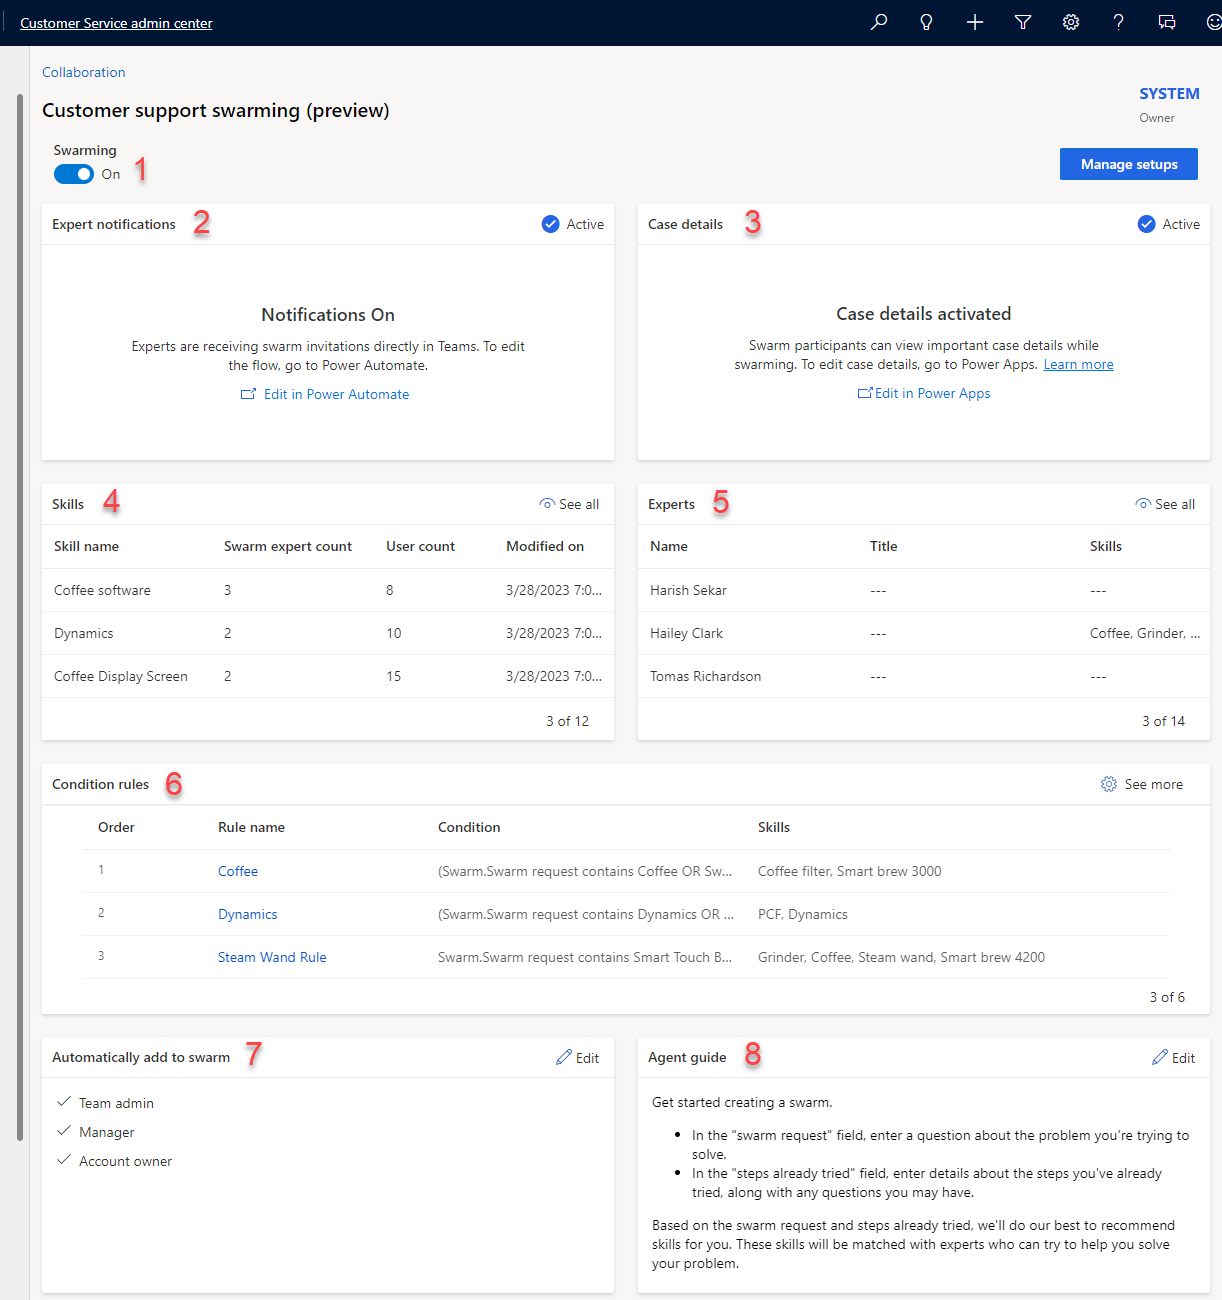 Customer Service admin center
Collaboration
Customer support swarming (preview)
SYSTEM
Owner
Swarming
On
1
Manage setups
Expert notifications
2
Active
Notifications On
Experts are receiving swarm invitations directly in Teams. To edit
the flow, go to Power Automate.
Edit in Power Automate
Case details
3
Active
Case details activated
Swarm participants can view important case details while
swarming. To edit case details, go to Power Apps. Learn more
Edit in Power Apps
Skills
4
See all
Skill name Swarm expert count User count Modified on
Coffee software 3 8 3/28/2023 7:0...
Dynamics 2 10 3/28/2023 7:0...
Coffee Display Screen 2 15 3/28/2023 7:0...
3 of 12
Experts
5
See all
Name Title Skills
Harish Sekar --- ---
Hailey Clark --- Coffee, Grinder, ...
Tomas Richardson --- ---
3 of 14
Condition rules
6
See more
Order Rule name Condition Skills
1 Coffee (Swarm.Swarm request contains Coffee OR Sw... Coffee filter, Smart brew 3000
2 Dynamics (Swarm.Swarm request contains Dynamics OR ... PCF, Dynamics
3 Steam Wand Rule Swarm.Swarm request contains Smart Touch B... Grinder, Coffee, Steam wand, Smart brew 4200
3 of 6
Automatically add to swarm
7
Edit
Team admin
Manager
Account owner
Agent guide
8
Edit
Get started creating a swarm.
• In the "swarm request" field, enter a question about the problem you're trying to
solve.
• In the "steps already tried" field, enter details about the steps you've already
tried, along with any questions you may have.
Based on the swarm request and steps already tried, we'll do our best to recommend
skills for you. These skills will be matched with experts who can try to help you solve
your problem.